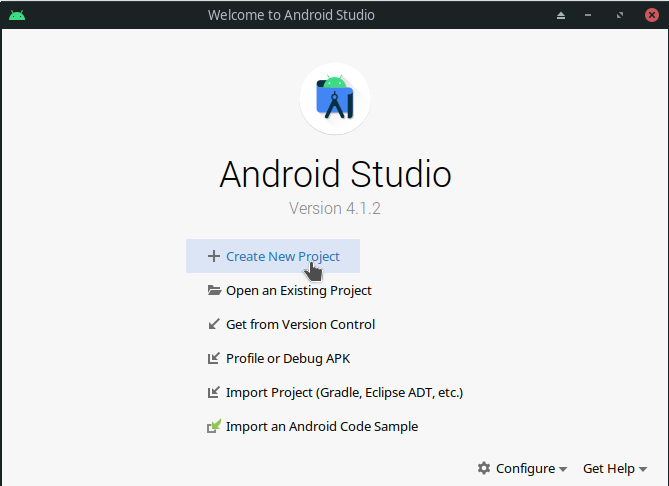 Welcome to Android Studio
Android Studio
Version 4.1.2
Create New Project
Open an Existing Project
Get from Version Control
Profile or Debug APK
Import Project (Gradle, Eclipse ADT, etc.)
Import an Android Code Sample
Configure Get Help